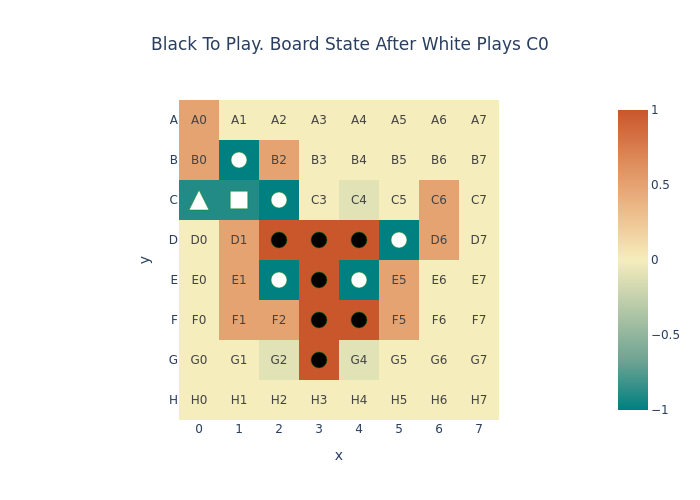 Black To Play. Board State After White Plays C0
A A0 A1 A2 A3 A4 A5 A6 A7
B B0 B2 B3 B4 B5 B6 B7
C C3 C4 C5 C6 C7
D D0 D1 D6 D7
E E0 E1 E5 E6 E7
F F0 F1 F2 F5 F6 F7
G G0 G1 G2 G4 G5 G6 G7
H H0 H1 H2 H3 H4 H5 H6 H7
0 1 2 3 4 5 6 7
x
y
1
0.5
0
−0.5
−1